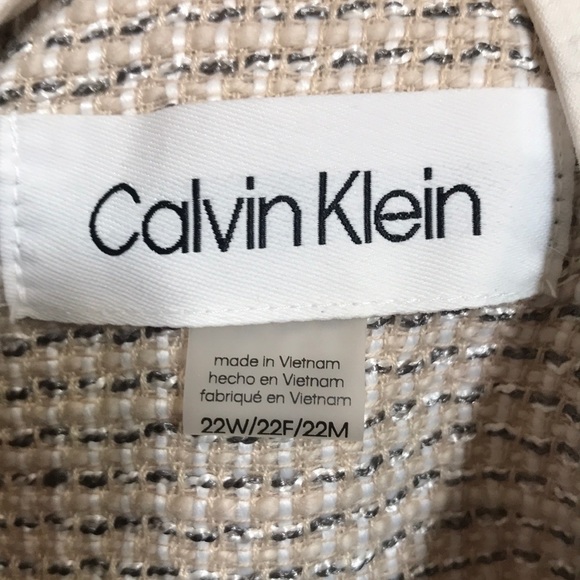 Calvin Klein
made in Vietnam
hecho en Vietnam
fabriqué en Vietnam
22W/22F/22M